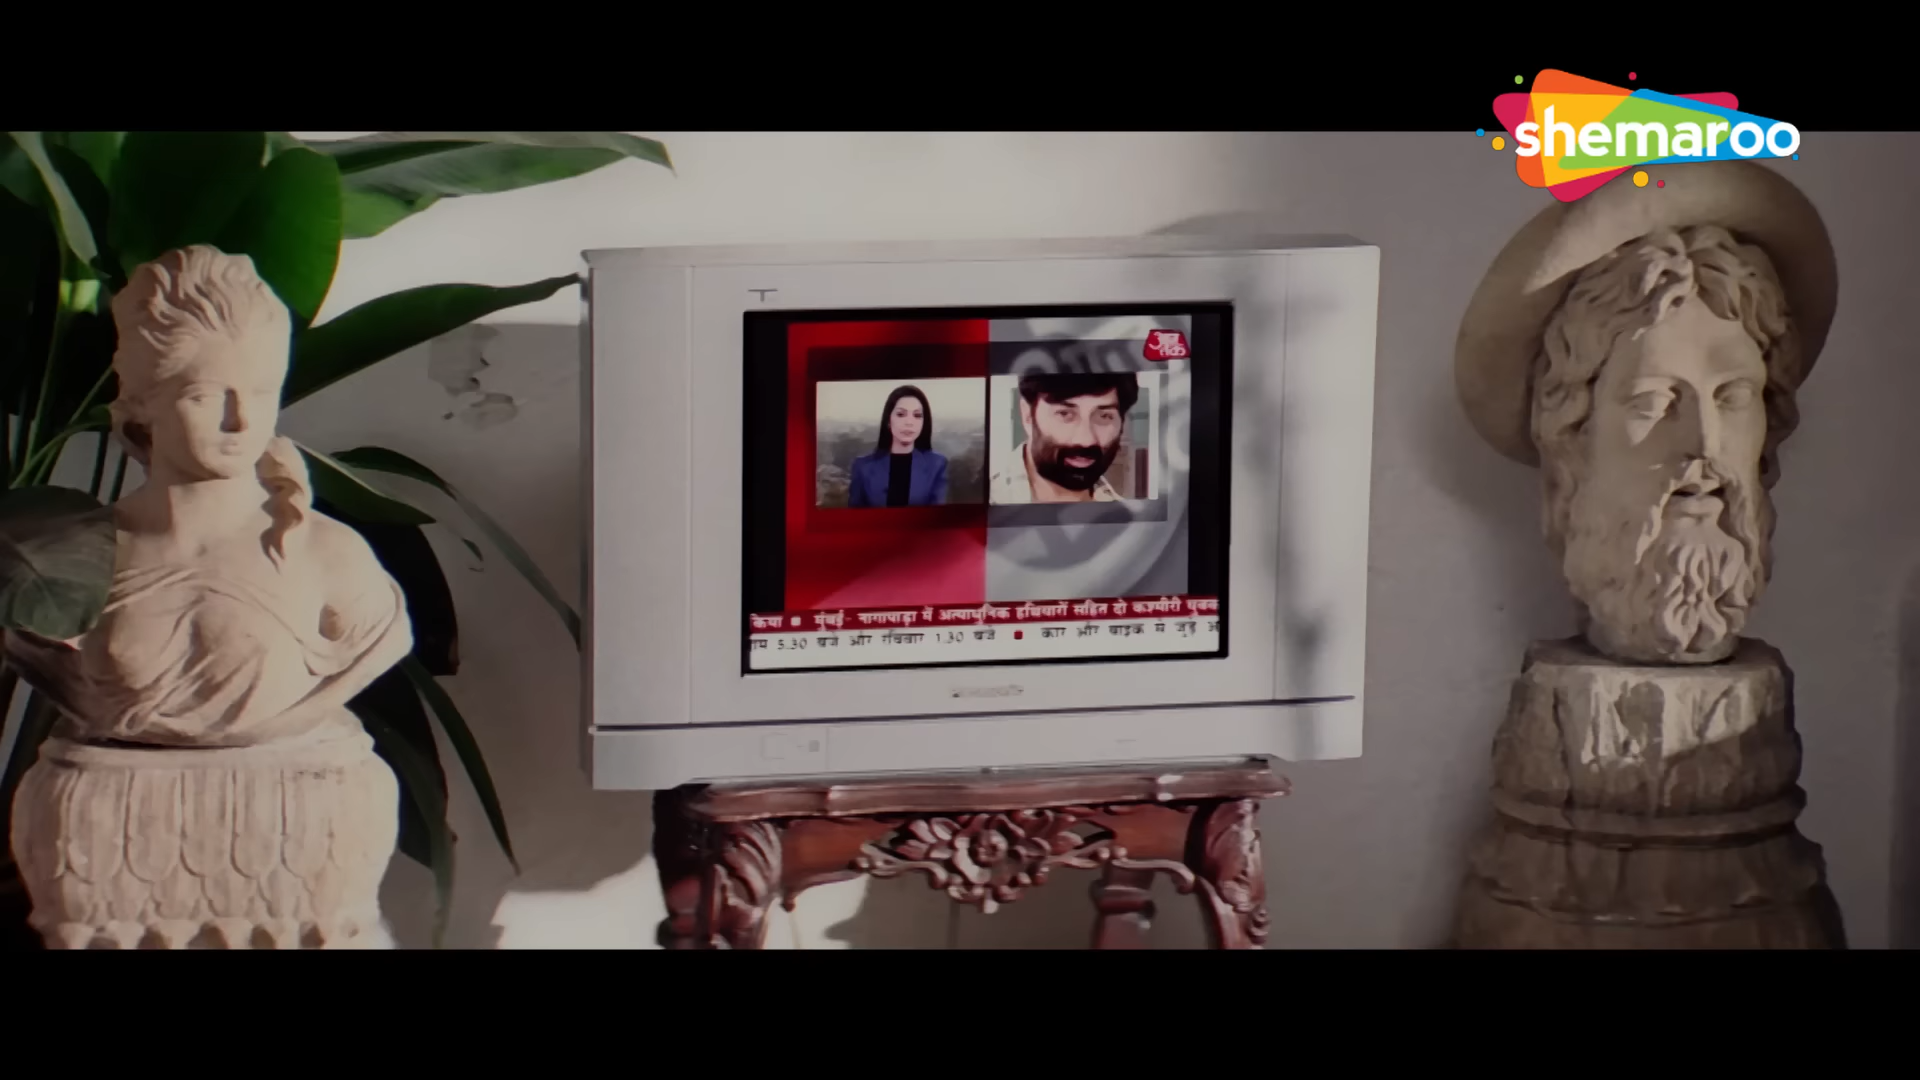 shemaroo
आज
तक
केया ■ मुंबई- नागापाड़ा में अत्याधुनिक हथियारों सहित दो कश्मीरी युवक
ाम 5.30 बजे और रविवार 1.30 बजे ■ कार और बाइक से जुड़े अ